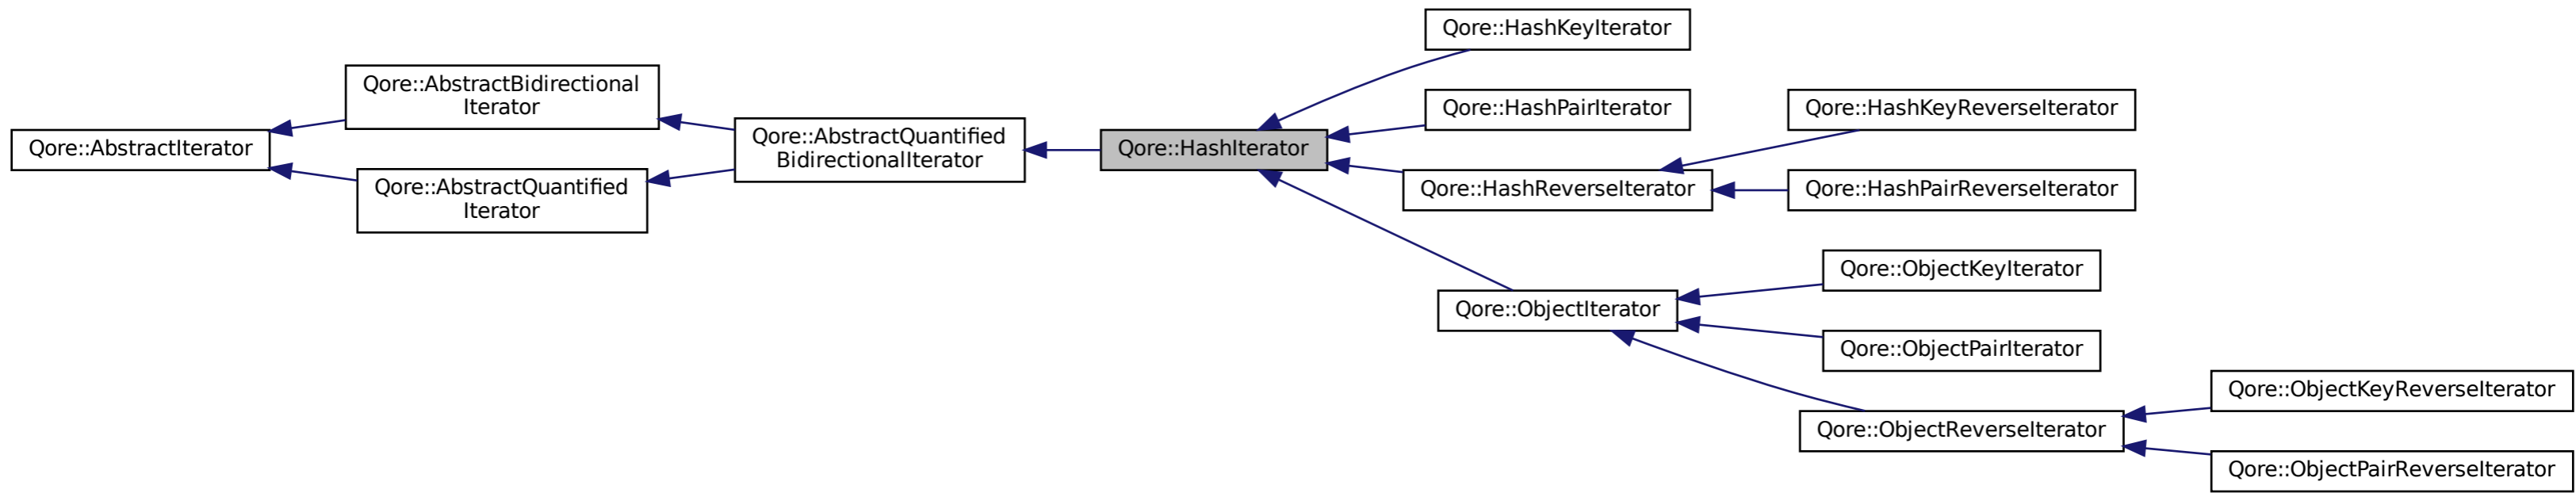 Qore::AbstractIterator
Qore::AbstractBidirectional
Iterator
Qore::AbstractQuantified
Iterator
Qore::AbstractQuantified
BidirectionalIterator
Qore::HashIterator
Qore::HashKeyIterator
Qore::HashPairIterator
Qore::HashReverseIterator
Qore::HashKeyReverseIterator
Qore::HashPairReverseIterator
Qore::ObjectIterator
Qore::ObjectKeyIterator
Qore::ObjectPairIterator
Qore::ObjectReverseIterator
Qore::ObjectKeyReverseIterator
Qore::ObjectPairReverseIterator